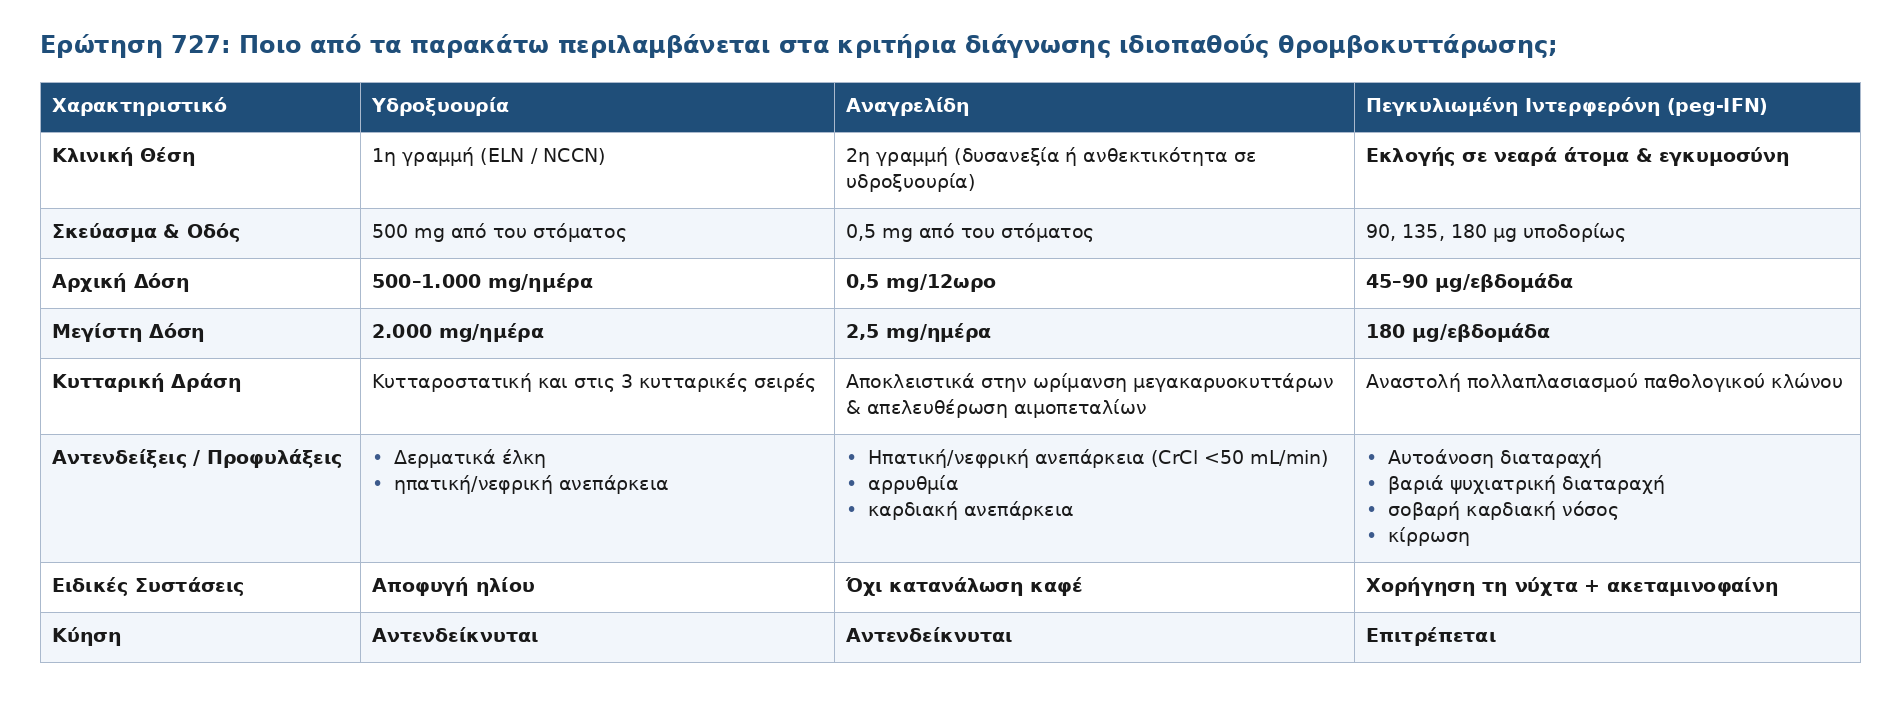 Ερώτηση 727: Ποιο από τα παρακάτω περιλαμβάνεται στα κριτήρια διάγνωσης ιδιοπαθούς θρομβοκυττάρωσης;
Χαρακτηριστικό Υδροξυουρία Αναγρελίδη Πεγκυλιωμένη Ιντερφερόνη (peg-IFN)
Κλινική Θέση 1η γραμμή (ELN / NCCN) 2η γραμμή (δυσανεξία ή ανθεκτικότητα σε Εκλογής σε νεαρά άτομα & εγκυμοσύνη
υδροξυουρία)
Σκεύασμα & Οδός 500 mg από του στόματος 0,5 mg από του στόματος 90, 135, 180 μg υποδορίως
Αρχική Δόση 500–1.000 mg/ημέρα 0,5 mg/12ωρο 45–90 μg/εβδομάδα
Μεγίστη Δόση 2.000 mg/ημέρα 2,5 mg/ημέρα 180 μg/εβδομάδα
Κυτταρική Δράση Κυτταροστατική και στις 3 κυτταρικές σειρές Αποκλειστικά στην ωρίμανση μεγακαρυοκυττάρων Αναστολή πολλαπλασιασμού παθολογικού κλώνου
& απελευθέρωση αιμοπεταλίων
Αντενδείξεις / Προφυλάξεις • Δερματικά έλκη • Ηπατική/νεφρική ανεπάρκεια (CrCl <50 mL/min) • Αυτοάνοση διαταραχή
• ηπατική/νεφρική ανεπάρκεια • αρρυθμία • βαριά ψυχιατρική διαταραχή
• καρδιακή ανεπάρκεια • σοβαρή καρδιακή νόσος
• κίρρωση
Ειδικές Συστάσεις Αποφυγή ηλίου Όχι κατανάλωση καφέ Χορήγηση τη νύχτα + ακεταμινοφαίνη
Κύηση Αντενδείκνυται Αντενδείκνυται Επιτρέπεται